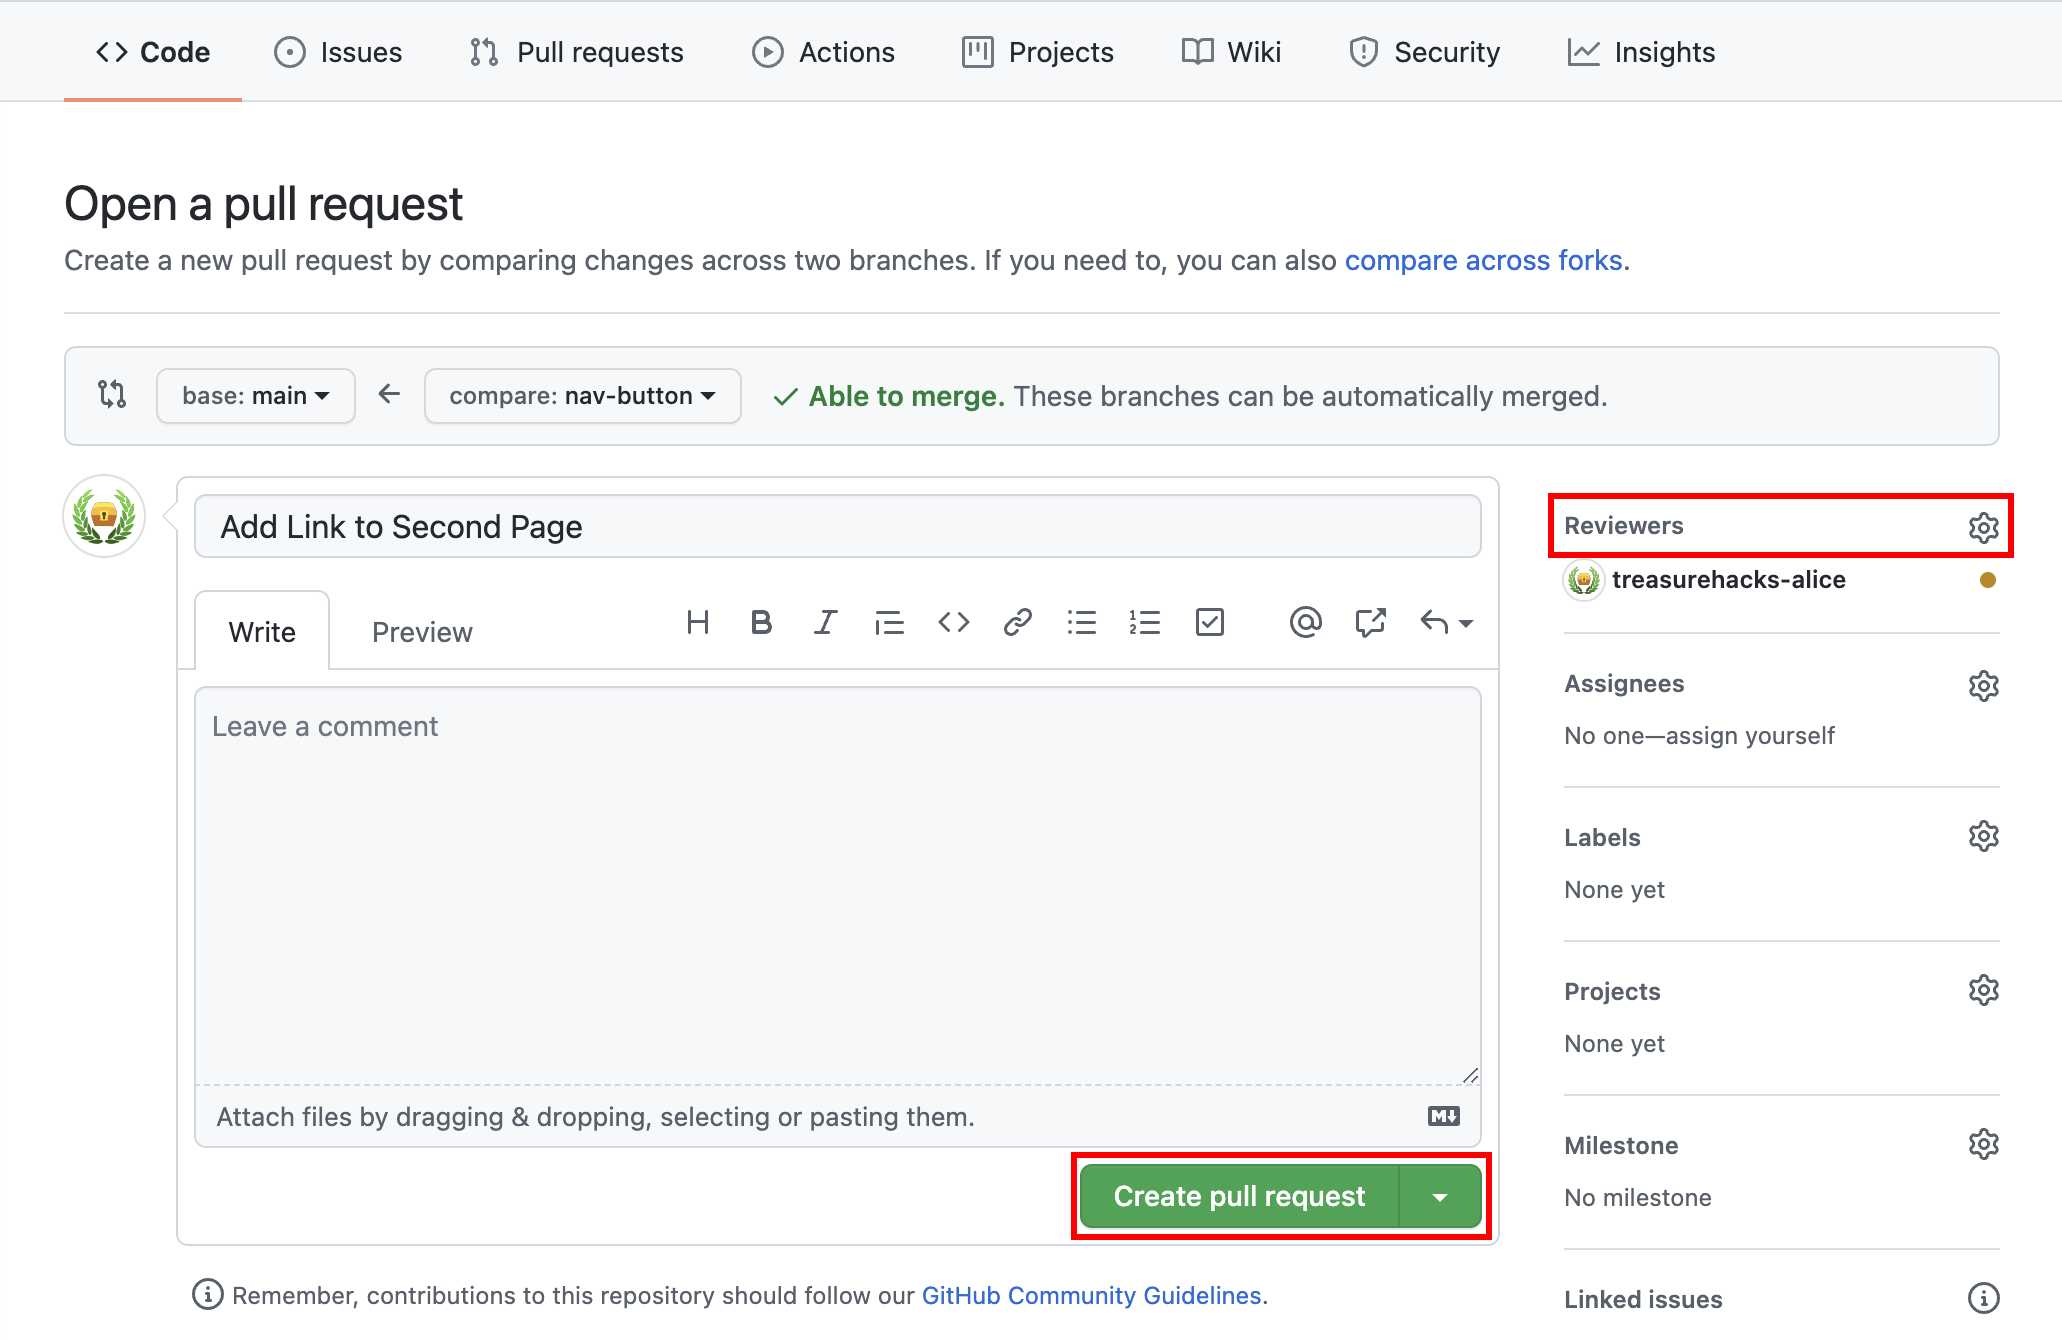 Code Issues Pull requests Actions Projects Wiki Security Insights
Open a pull request
Create a new pull request by comparing changes across two branches. If you need to, you can also compare across forks.
base: main compare: nav-button Able to merge. These branches can be automatically merged.
Add Link to Second Page
Write Preview
Leave a comment
Attach files by dragging & dropping, selecting or pasting them.
Create pull request
Remember, contributions to this repository should follow our GitHub Community Guidelines.
Reviewers
treasurehacks-alice
Assignees
No one—assign yourself
Labels
None yet
Projects
None yet
Milestone
No milestone
Linked issues